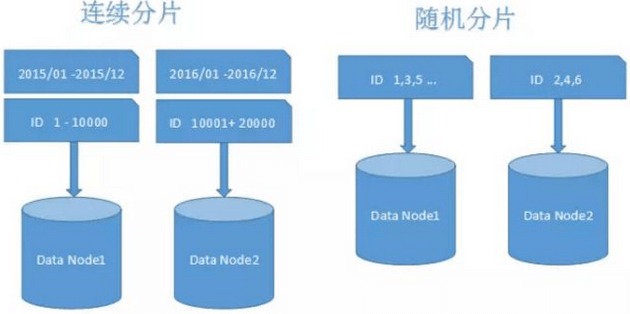 连续分片
2015/01 -2015/12
2016/01 -2016/12
ID 1 - 10000
ID 10001+ 20000
Data Node1
Data Node2
随机分片
ID 1,3,5 ...
ID 2,4,6
Data Node1
Data Node2